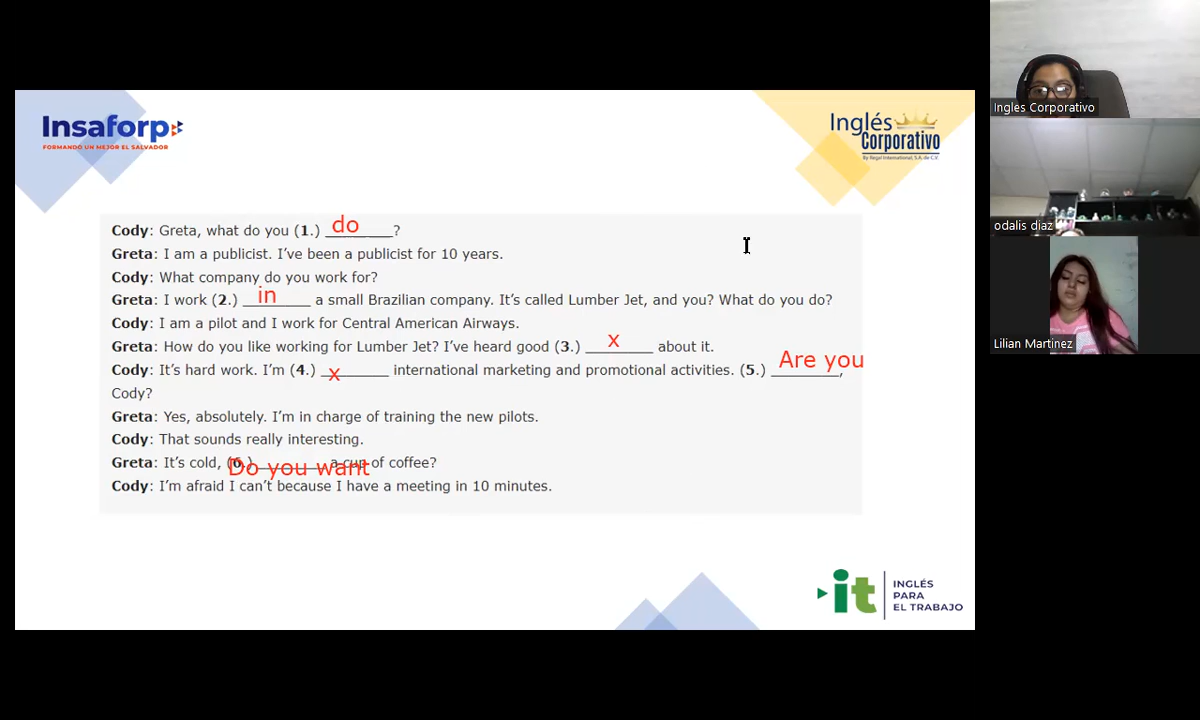 Insaforp
FORMANDO UN MEJOR EL SALVADOR
Inglés
Corporativo
By Regal International, S.A. de C.V.
Cody: Greta, what do you (1.) do ?
Greta: I am a publicist. I've been a publicist for 10 years.
Cody: What company do you work for?
Greta: I work (2.) in a small Brazilian company. It's called Lumber Jet, and you? What do you do?
Cody: I am a pilot and I work for Central American Airways.
Greta: How do you like working for Lumber Jet? I've heard good (3.) x about it.
Cody: It's hard work. I'm (4.) x international marketing and promotional activities. (5.) Are you,
Cody?
Greta: Yes, absolutely. I'm in charge of training the new pilots.
Cody: That sounds really interesting.
Greta: It's cold, (6.) Do you want a cup of coffee?
Cody: I'm afraid I can't because I have a meeting in 10 minutes.
it
INGLÉS
PARA
EL TRABAJO
Ingles Corporativo
odalis diaz
Lilian Martinez